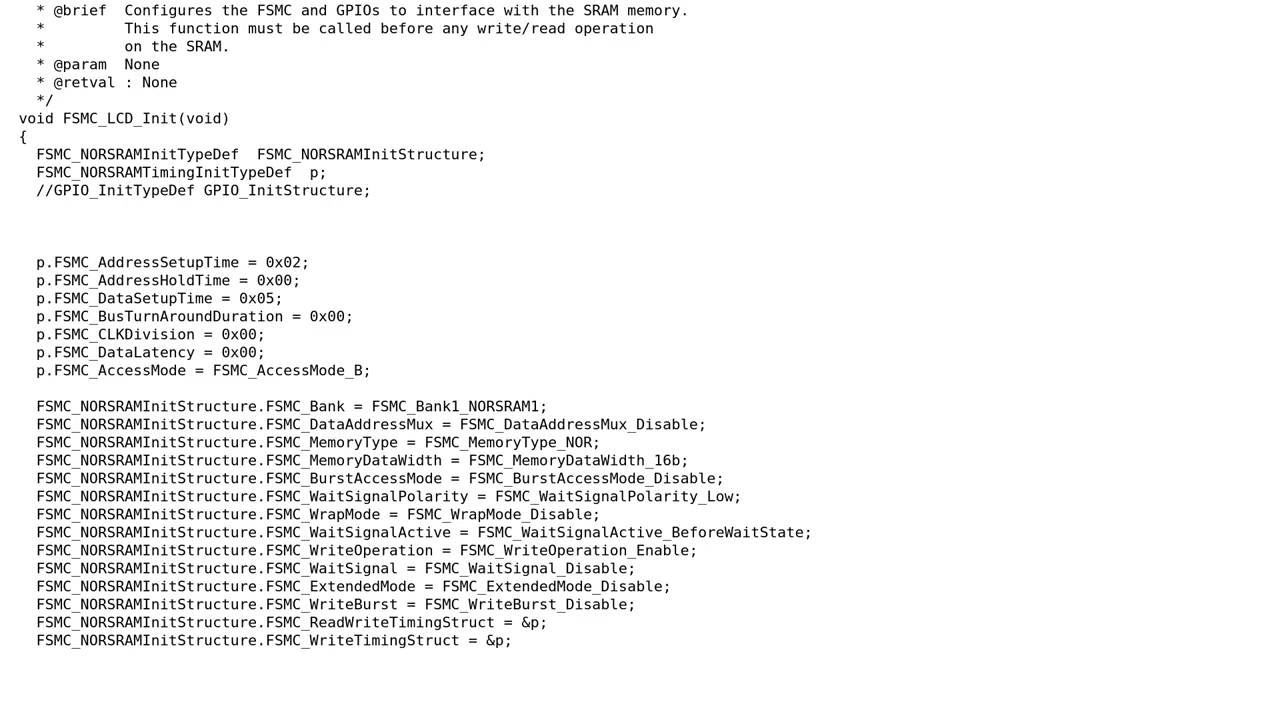 * @brief  Configures the FSMC and GPIOs to interface with the SRAM memory.
*         This function must be called before any write/read operation
*         on the SRAM.
* @param  None
* @retval : None
*/
void FSMC_LCD_Init(void)
{
FSMC_NORSRAMInitTypeDef  FSMC_NORSRAMInitStructure;
FSMC_NORSRAMTimingInitTypeDef  p;
//GPIO_InitTypeDef GPIO_InitStructure;
p.FSMC_AddressSetupTime = 0x02;
p.FSMC_AddressHoldTime = 0x00;
p.FSMC_DataSetupTime = 0x05;
p.FSMC_BusTurnAroundDuration = 0x00;
p.FSMC_CLKDivision = 0x00;
p.FSMC_DataLatency = 0x00;
p.FSMC_AccessMode = FSMC_AccessMode_B;
FSMC_NORSRAMInitStructure.FSMC_Bank = FSMC_Bank1_NORSRAM1;
FSMC_NORSRAMInitStructure.FSMC_DataAddressMux = FSMC_DataAddressMux_Disable;
FSMC_NORSRAMInitStructure.FSMC_MemoryType = FSMC_MemoryType_NOR;
FSMC_NORSRAMInitStructure.FSMC_MemoryDataWidth = FSMC_MemoryDataWidth_16b;
FSMC_NORSRAMInitStructure.FSMC_BurstAccessMode = FSMC_BurstAccessMode_Disable;
FSMC_NORSRAMInitStructure.FSMC_WaitSignalPolarity = FSMC_WaitSignalPolarity_Low;
FSMC_NORSRAMInitStructure.FSMC_WrapMode = FSMC_WrapMode_Disable;
FSMC_NORSRAMInitStructure.FSMC_WaitSignalActive = FSMC_WaitSignalActive_BeforeWaitState;
FSMC_NORSRAMInitStructure.FSMC_WriteOperation = FSMC_WriteOperation_Enable;
FSMC_NORSRAMInitStructure.FSMC_WaitSignal = FSMC_WaitSignal_Disable;
FSMC_NORSRAMInitStructure.FSMC_ExtendedMode = FSMC_ExtendedMode_Disable;
FSMC_NORSRAMInitStructure.FSMC_WriteBurst = FSMC_WriteBurst_Disable;
FSMC_NORSRAMInitStructure.FSMC_ReadWriteTimingStruct = &p;
FSMC_NORSRAMInitStructure.FSMC_WriteTimingStruct = &p;